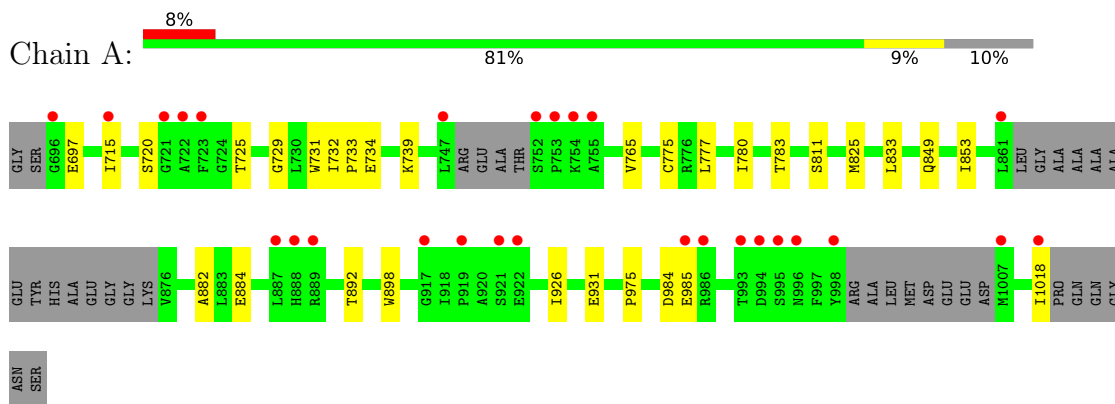 8%
Chain A:
81% 9% 10%
GLY SER G696 E697 I715 S720 G721 A722 F723 G724 T725 G729 L730 W731 I732 P733 E734 K739 L747 ARG GLU ALA THR S752 P753 K754 A755 V765 C775 R776 L777 I780 T783 S811 M825 L833 Q849 I853 L861 LEU GLY ALA ALA ALA ALA
GLU TYR HIS ALA GLU GLY GLY LYS V876 A882 L883 E884 L887 H888 R889 T892 W898 G917 I918 P919 A920 S921 E922 I926 E931 P975 D984 E985 R986 T993 D994 S995 N996 F997 Y998 ARG ALA LEU MET ASP GLU GLU ASP M1007 I1018 PRO GLN GLN GLY
ASN SER